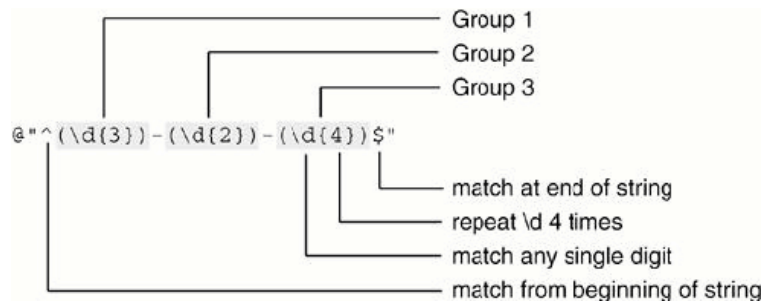 Group 1
Group 2
Group 3
@"^(\d{3})-(\d{2})-(\d{4})$"
match at end of string
repeat \d 4 times
match any single digit
match from beginning of string